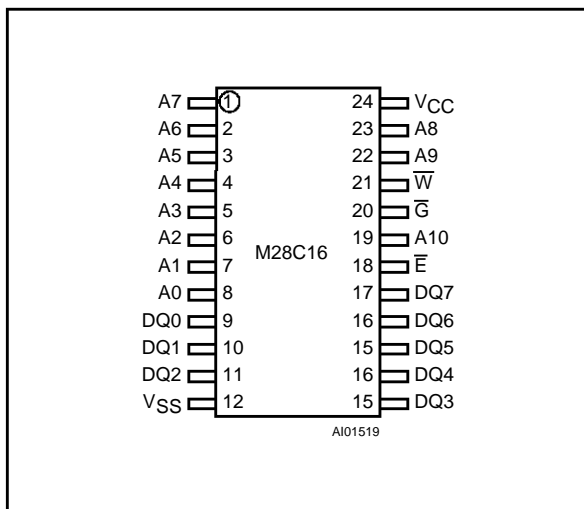 A7 1 24 VCC
A6 2 23 A8
A5 3 22 A9
A4 4 21 W̅
A3 5 20 G̅
A2 6 19 A10
M28C16
A1 7 18 E̅
A0 8 17 DQ7
DQ0 9 16 DQ6
DQ1 10 15 DQ5
DQ2 11 16 DQ4
VSS 12 15 DQ3
AI01519